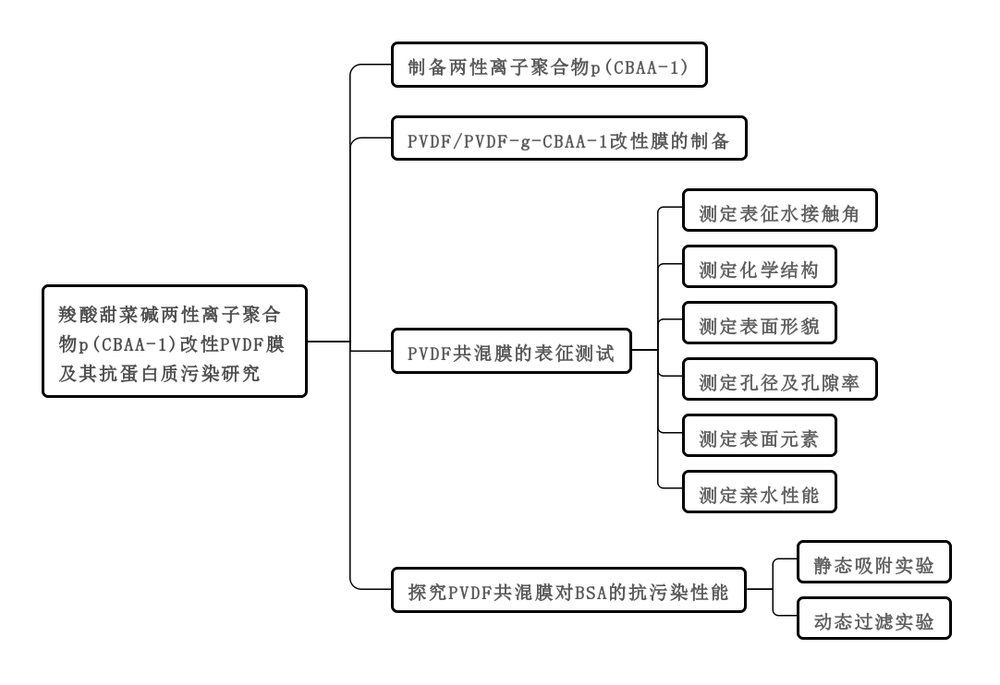 制备两性离子聚合物p(CBAA-1)
PVDF/PVDF-g-CBAA-1改性膜的制备
测定表征水接触角
测定化学结构
羧酸甜菜碱两性离子聚合
物p(CBAA-1)改性PVDF膜
及其抗蛋白质污染研究
测定表面形貌
PVDF共混膜的表征测试
测定孔径及孔隙率
测定表面元素
测定亲水性能
静态吸附实验
探究PVDF共混膜对BSA的抗污染性能
动态过滤实验